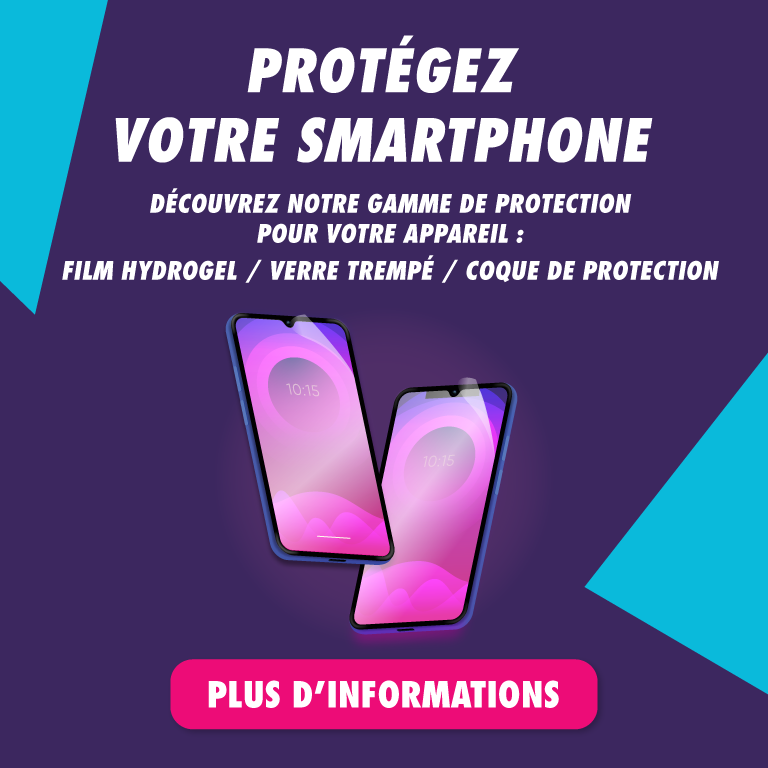 PROTÉGEZ
VOTRE SMARTPHONE
DÉCOUVREZ NOTRE GAMME DE PROTECTION
POUR VOTRE APPAREIL :
FILM HYDROGEL / VERRE TREMPÉ / COQUE DE PROTECTION
10:15
10:15
PLUS D'INFORMATIONS